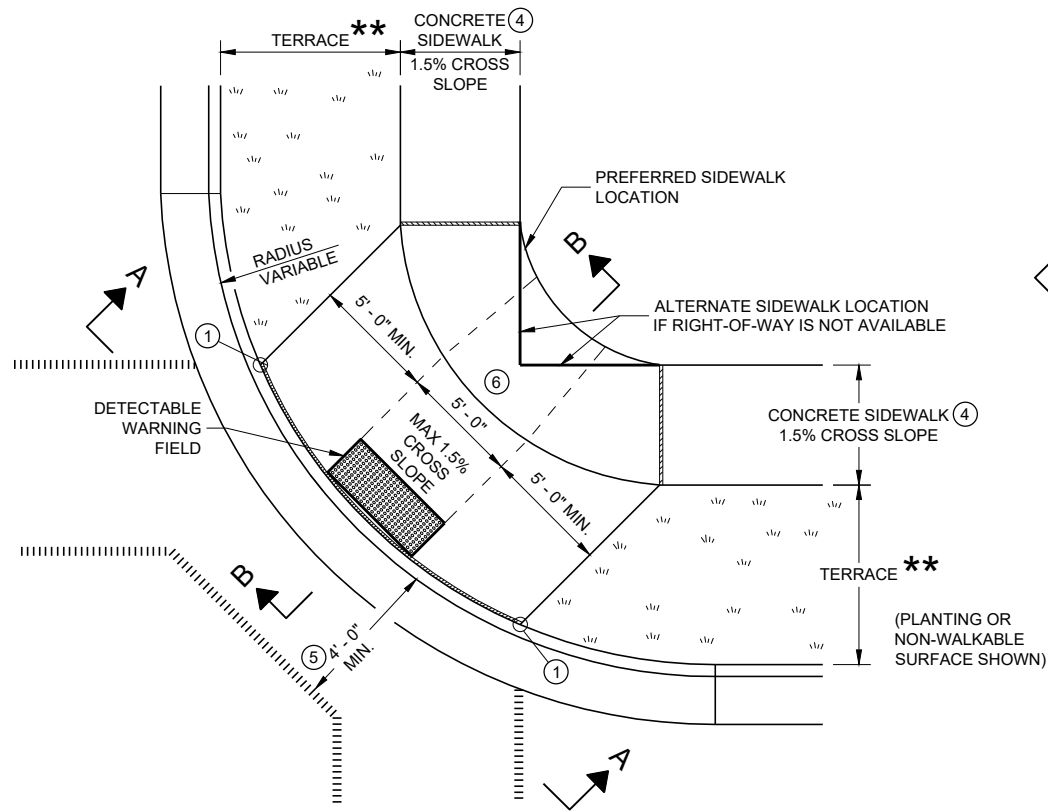 CONCRETE ④
TERRACE **
SIDEWALK
1.5% CROSS
SLOPE
PREFERRED SIDEWALK
LOCATION
B
RADIUS
VARIABLE
A
ALTERNATE SIDEWALK LOCATION
IF RIGHT-OF-WAY IS NOT AVAILABLE
5' - 0" MIN.
①
⑥
DETECTABLE
WARNING
FIELD
5' - 0"
MAX 1.5%
CROSS
SLOPE
CONCRETE SIDEWALK ④
1.5% CROSS SLOPE
5' - 0" MIN.
TERRACE **
B
(PLANTING OR
NON-WALKABLE
SURFACE SHOWN)
⑤ 4' - 0"
MIN.
①
A